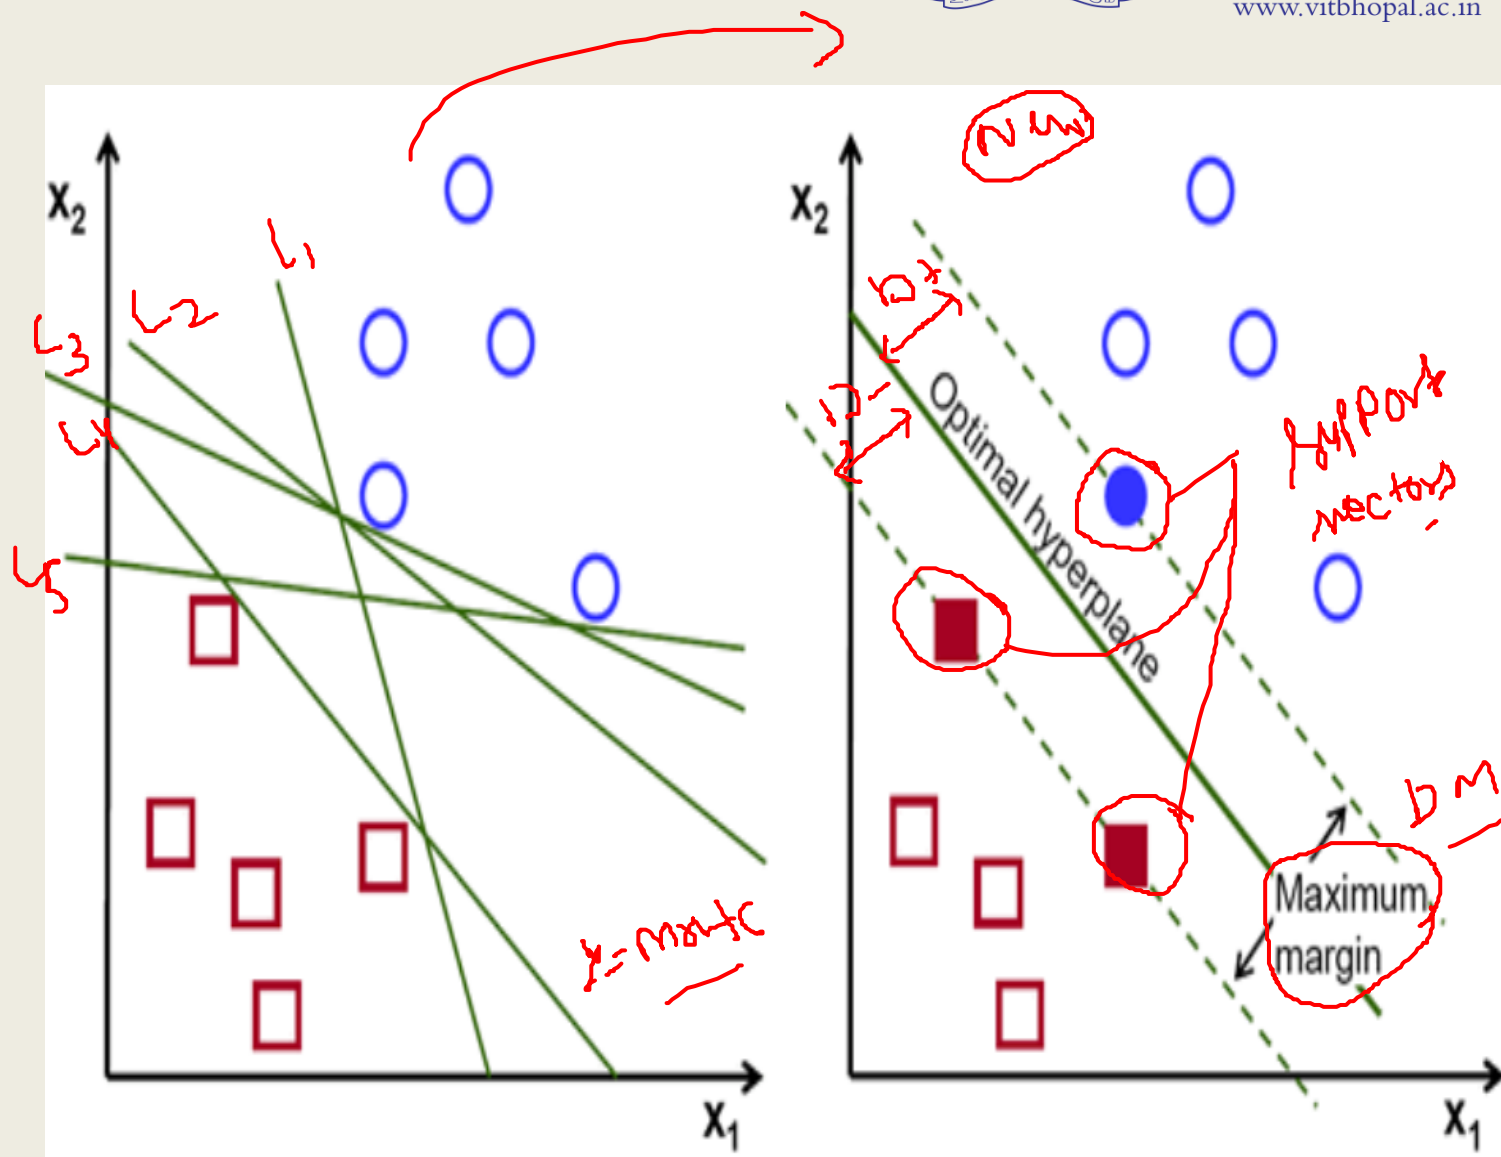 www.vitbhopal.ac.in
X₂
L1
L2
L3
L4
L5
y=mx+c
X₁
New
X₂
D+
D-
Optimal hyperplane
support
vectors
DM
Maximum
margin
X₁